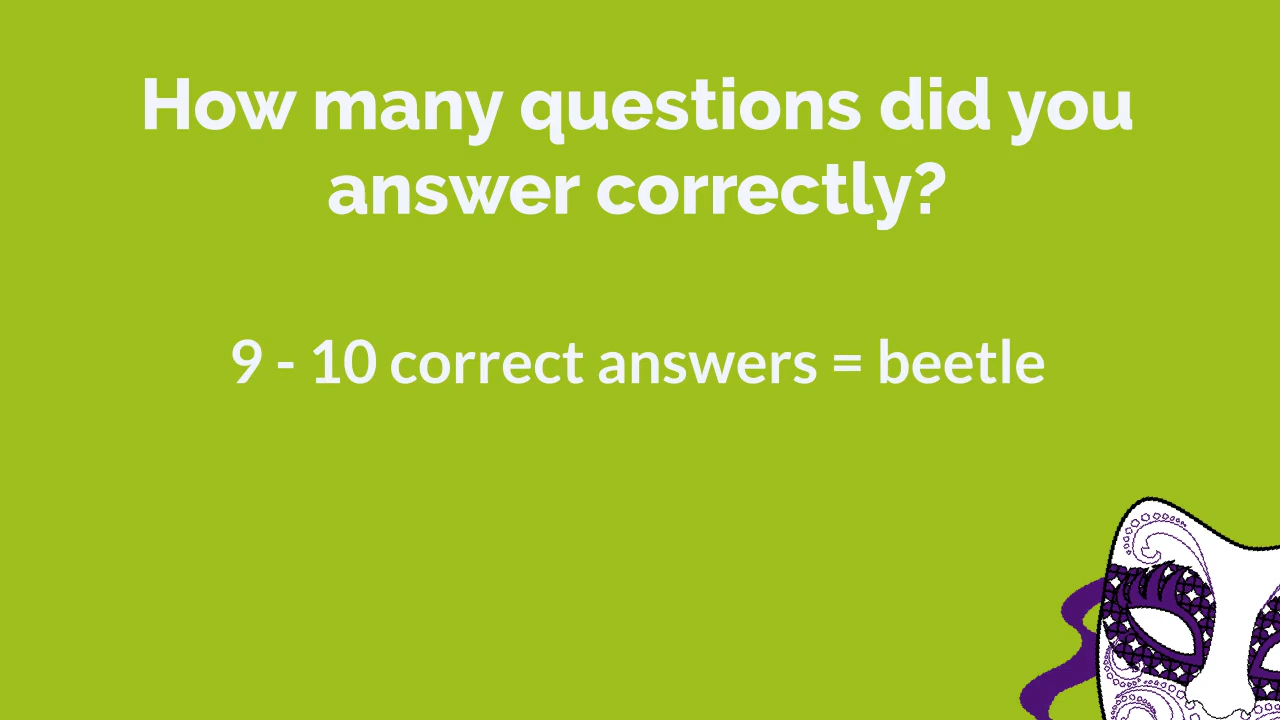 How many questions did you
answer correctly?
9 - 10 correct answers = beetle